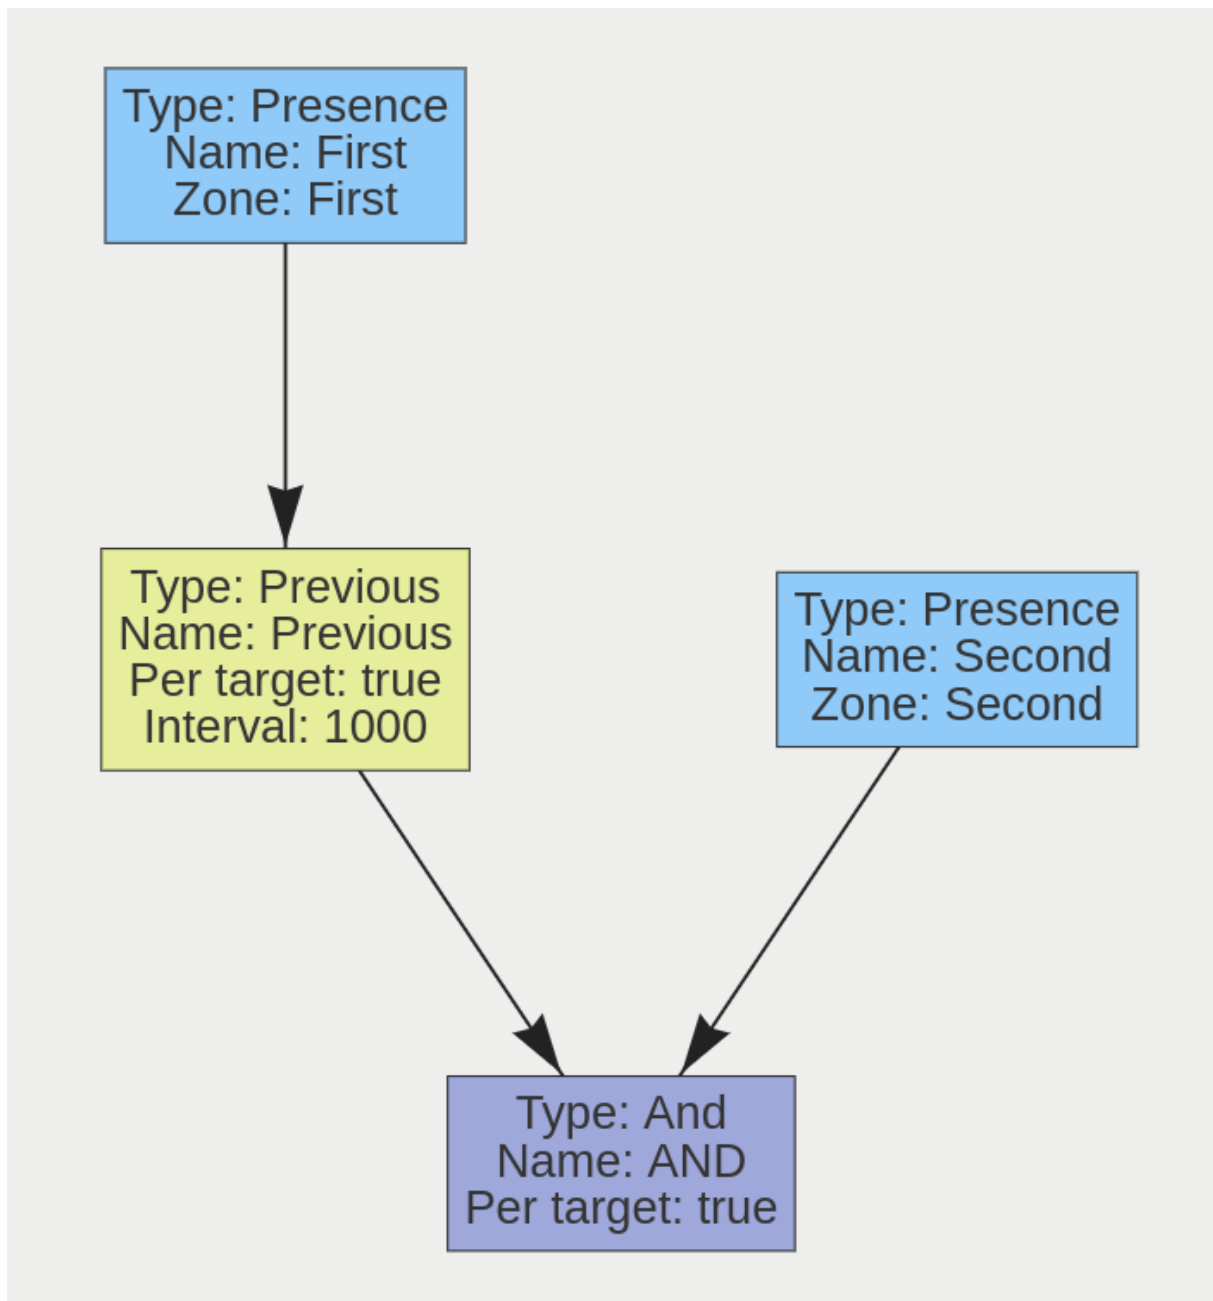 Type: Presence
Name: First
Zone: First
Type: Previous
Name: Previous
Per target: true
Interval: 1000
Type: Presence
Name: Second
Zone: Second
Type: And
Name: AND
Per target: true